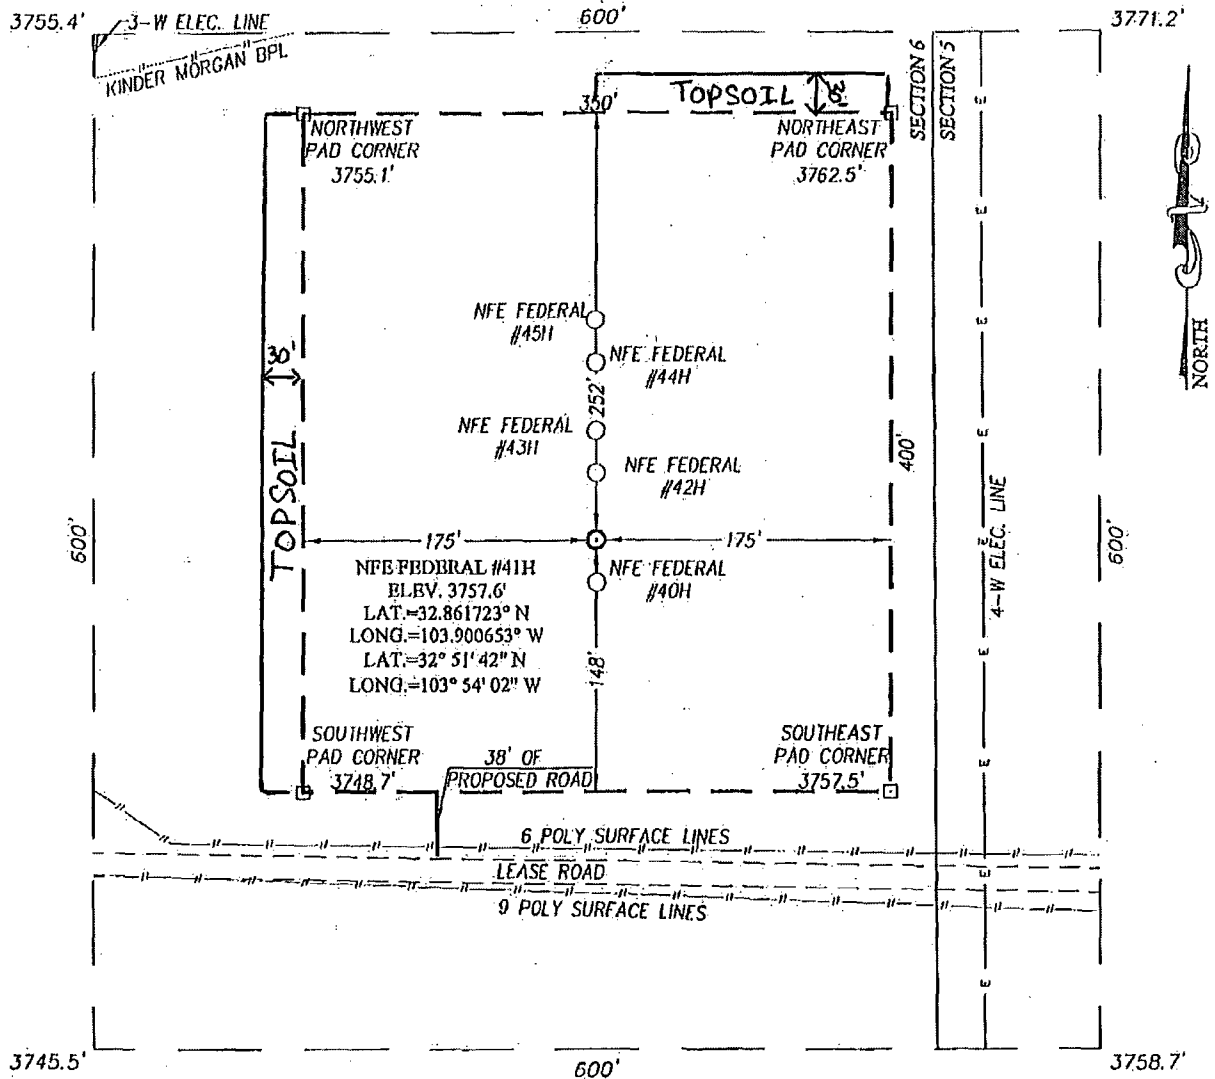 3755.4'
3-W ELEC. LINE
600'
3771.2'
KINDER MORGAN BPL
TOPSOIL
350'
SECTION 6
SECTION 5
NORTHWEST
PAD CORNER
3755.1'
NORTHEAST
PAD CORNER
3762.5'
NORTH
NFE FEDERAL
#45H
NFE FEDERAL
#44H
30'
252'
NFE FEDERAL
#43H
NFE FEDERAL
#42H
400'
TOPSOIL
600'
175'
175'
4-W ELEC. LINE
600'
NFE FEDERAL #41H
ELEV. 3757.6'
LAT.=32.861723° N
LONG.=103.900653° W
LAT.=32° 51' 42" N
LONG.=103° 54' 02" W
NFE FEDERAL
#40H
148'
SOUTHWEST
PAD CORNER
3748.7'
38' OF
PROPOSED ROAD
SOUTHEAST
PAD CORNER
3757.5'
6 POLY SURFACE LINES
LEASE ROAD
9 POLY SURFACE LINES
3745.5'
600'
3758.7'